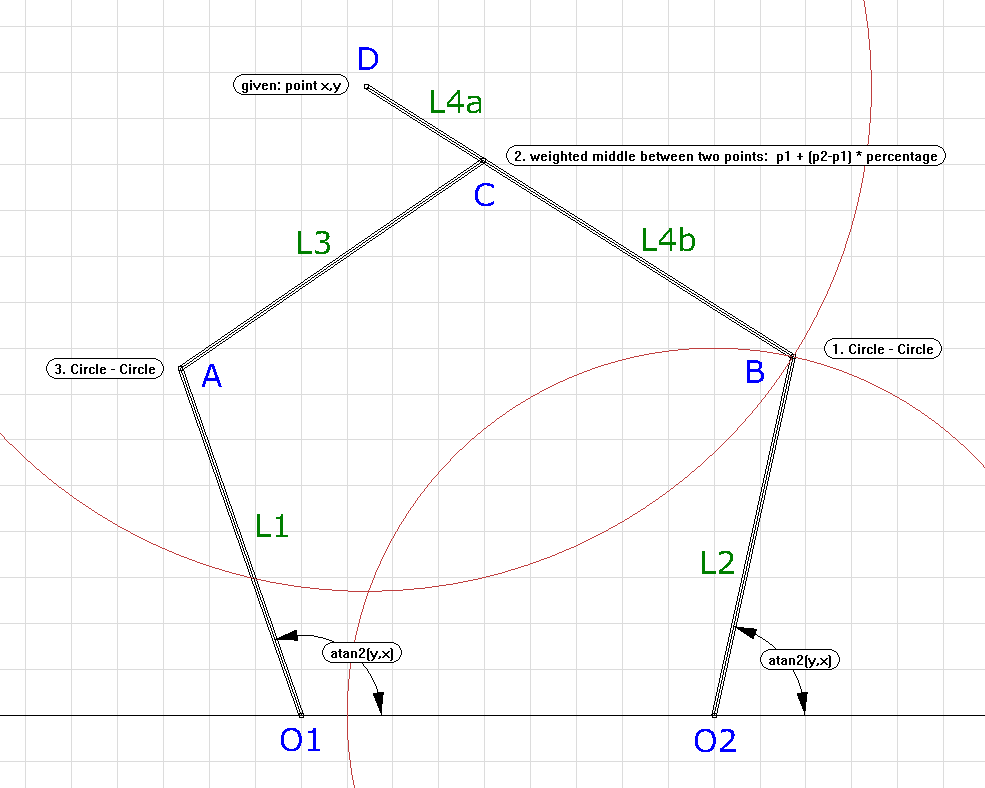 D
given: point x,y
L4a
2. weighted middle between two points:  p1 + (p2-p1) * percentage
C
L3
L4b
1. Circle - Circle
3. Circle - Circle
A
B
L1
L2
atan2(y,x)
atan2(y,x)
O1
O2